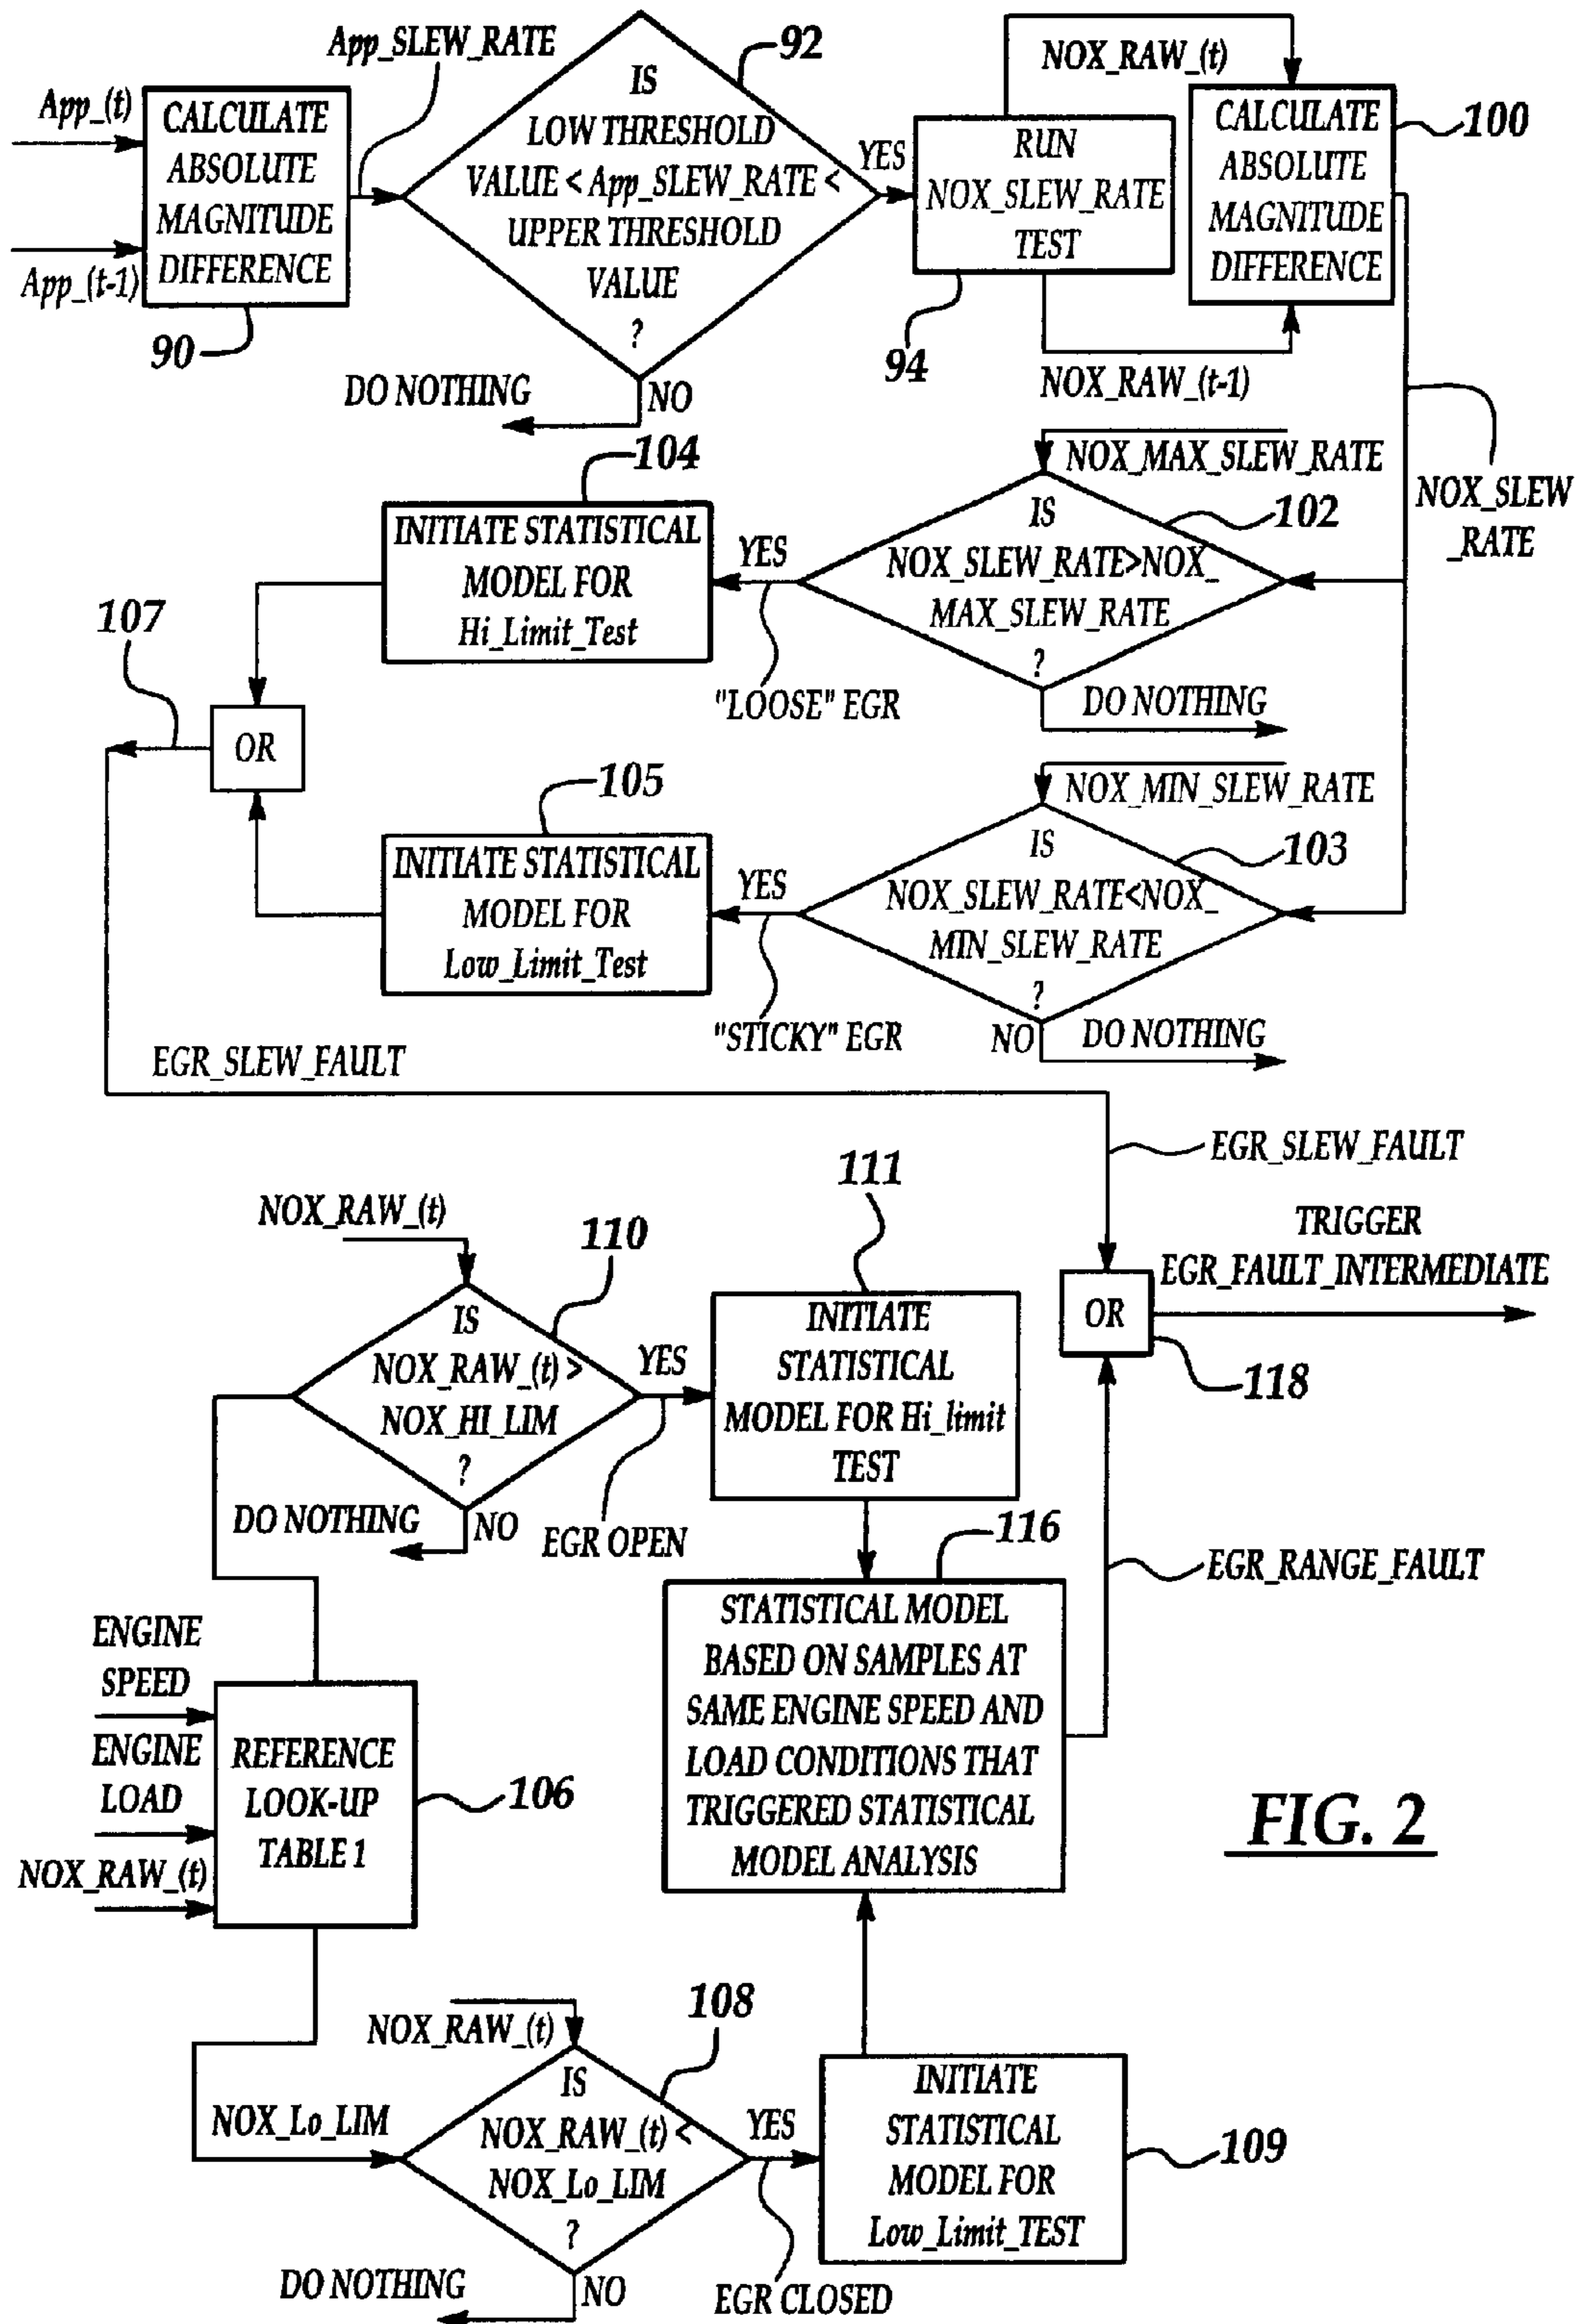 App_(t)
App_(t-1)
CALCULATE
ABSOLUTE
MAGNITUDE
DIFFERENCE
90
App_SLEW_RATE
IS
LOW THRESHOLD
VALUE < App_SLEW_RATE <
UPPER THRESHOLD
VALUE
?
92
YES
NO
DO NOTHING
RUN
NOX_SLEW_RATE
TEST
94
NOX_RAW_(t)
NOX_RAW_(t-1)
CALCULATE
ABSOLUTE
MAGNITUDE
DIFFERENCE
100
NOX_SLEW
_RATE
NOX_MAX_SLEW_RATE
IS
NOX_SLEW_RATE>NOX_
MAX_SLEW_RATE
?
102
DO NOTHING
YES
"LOOSE" EGR
104
INITIATE STATISTICAL
MODEL FOR
Hi_Limit_Test
107
OR
NOX_MIN_SLEW_RATE
IS
NOX_SLEW_RATE<NOX_
MIN_SLEW_RATE
?
103
NO
DO NOTHING
YES
"STICKY" EGR
105
INITIATE STATISTICAL
MODEL FOR
Low_Limit_Test
EGR_SLEW_FAULT
EGR_SLEW_FAULT
TRIGGER
EGR_FAULT_INTERMEDIATE
OR
118
NOX_RAW_(t)
110
IS
NOX_RAW_(t) >
NOX_HI_LIM
?
YES
NO
DO NOTHING
EGR OPEN
111
INITIATE
STATISTICAL
MODEL FOR Hi_limit
TEST
116
STATISTICAL MODEL
BASED ON SAMPLES AT
SAME ENGINE SPEED AND
LOAD CONDITIONS THAT
TRIGGERED STATISTICAL
MODEL ANALYSIS
EGR_RANGE_FAULT
ENGINE
SPEED
ENGINE
LOAD
NOX_RAW_(t)
REFERENCE
LOOK-UP
TABLE 1
106
FIG. 2
NOX_RAW_(t)
108
NOX_Lo_LIM
IS
NOX_RAW_(t) <
NOX_Lo_LIM
?
YES
NO
DO NOTHING
EGR CLOSED
INITIATE
STATISTICAL
MODEL FOR
Low_Limit_TEST
109